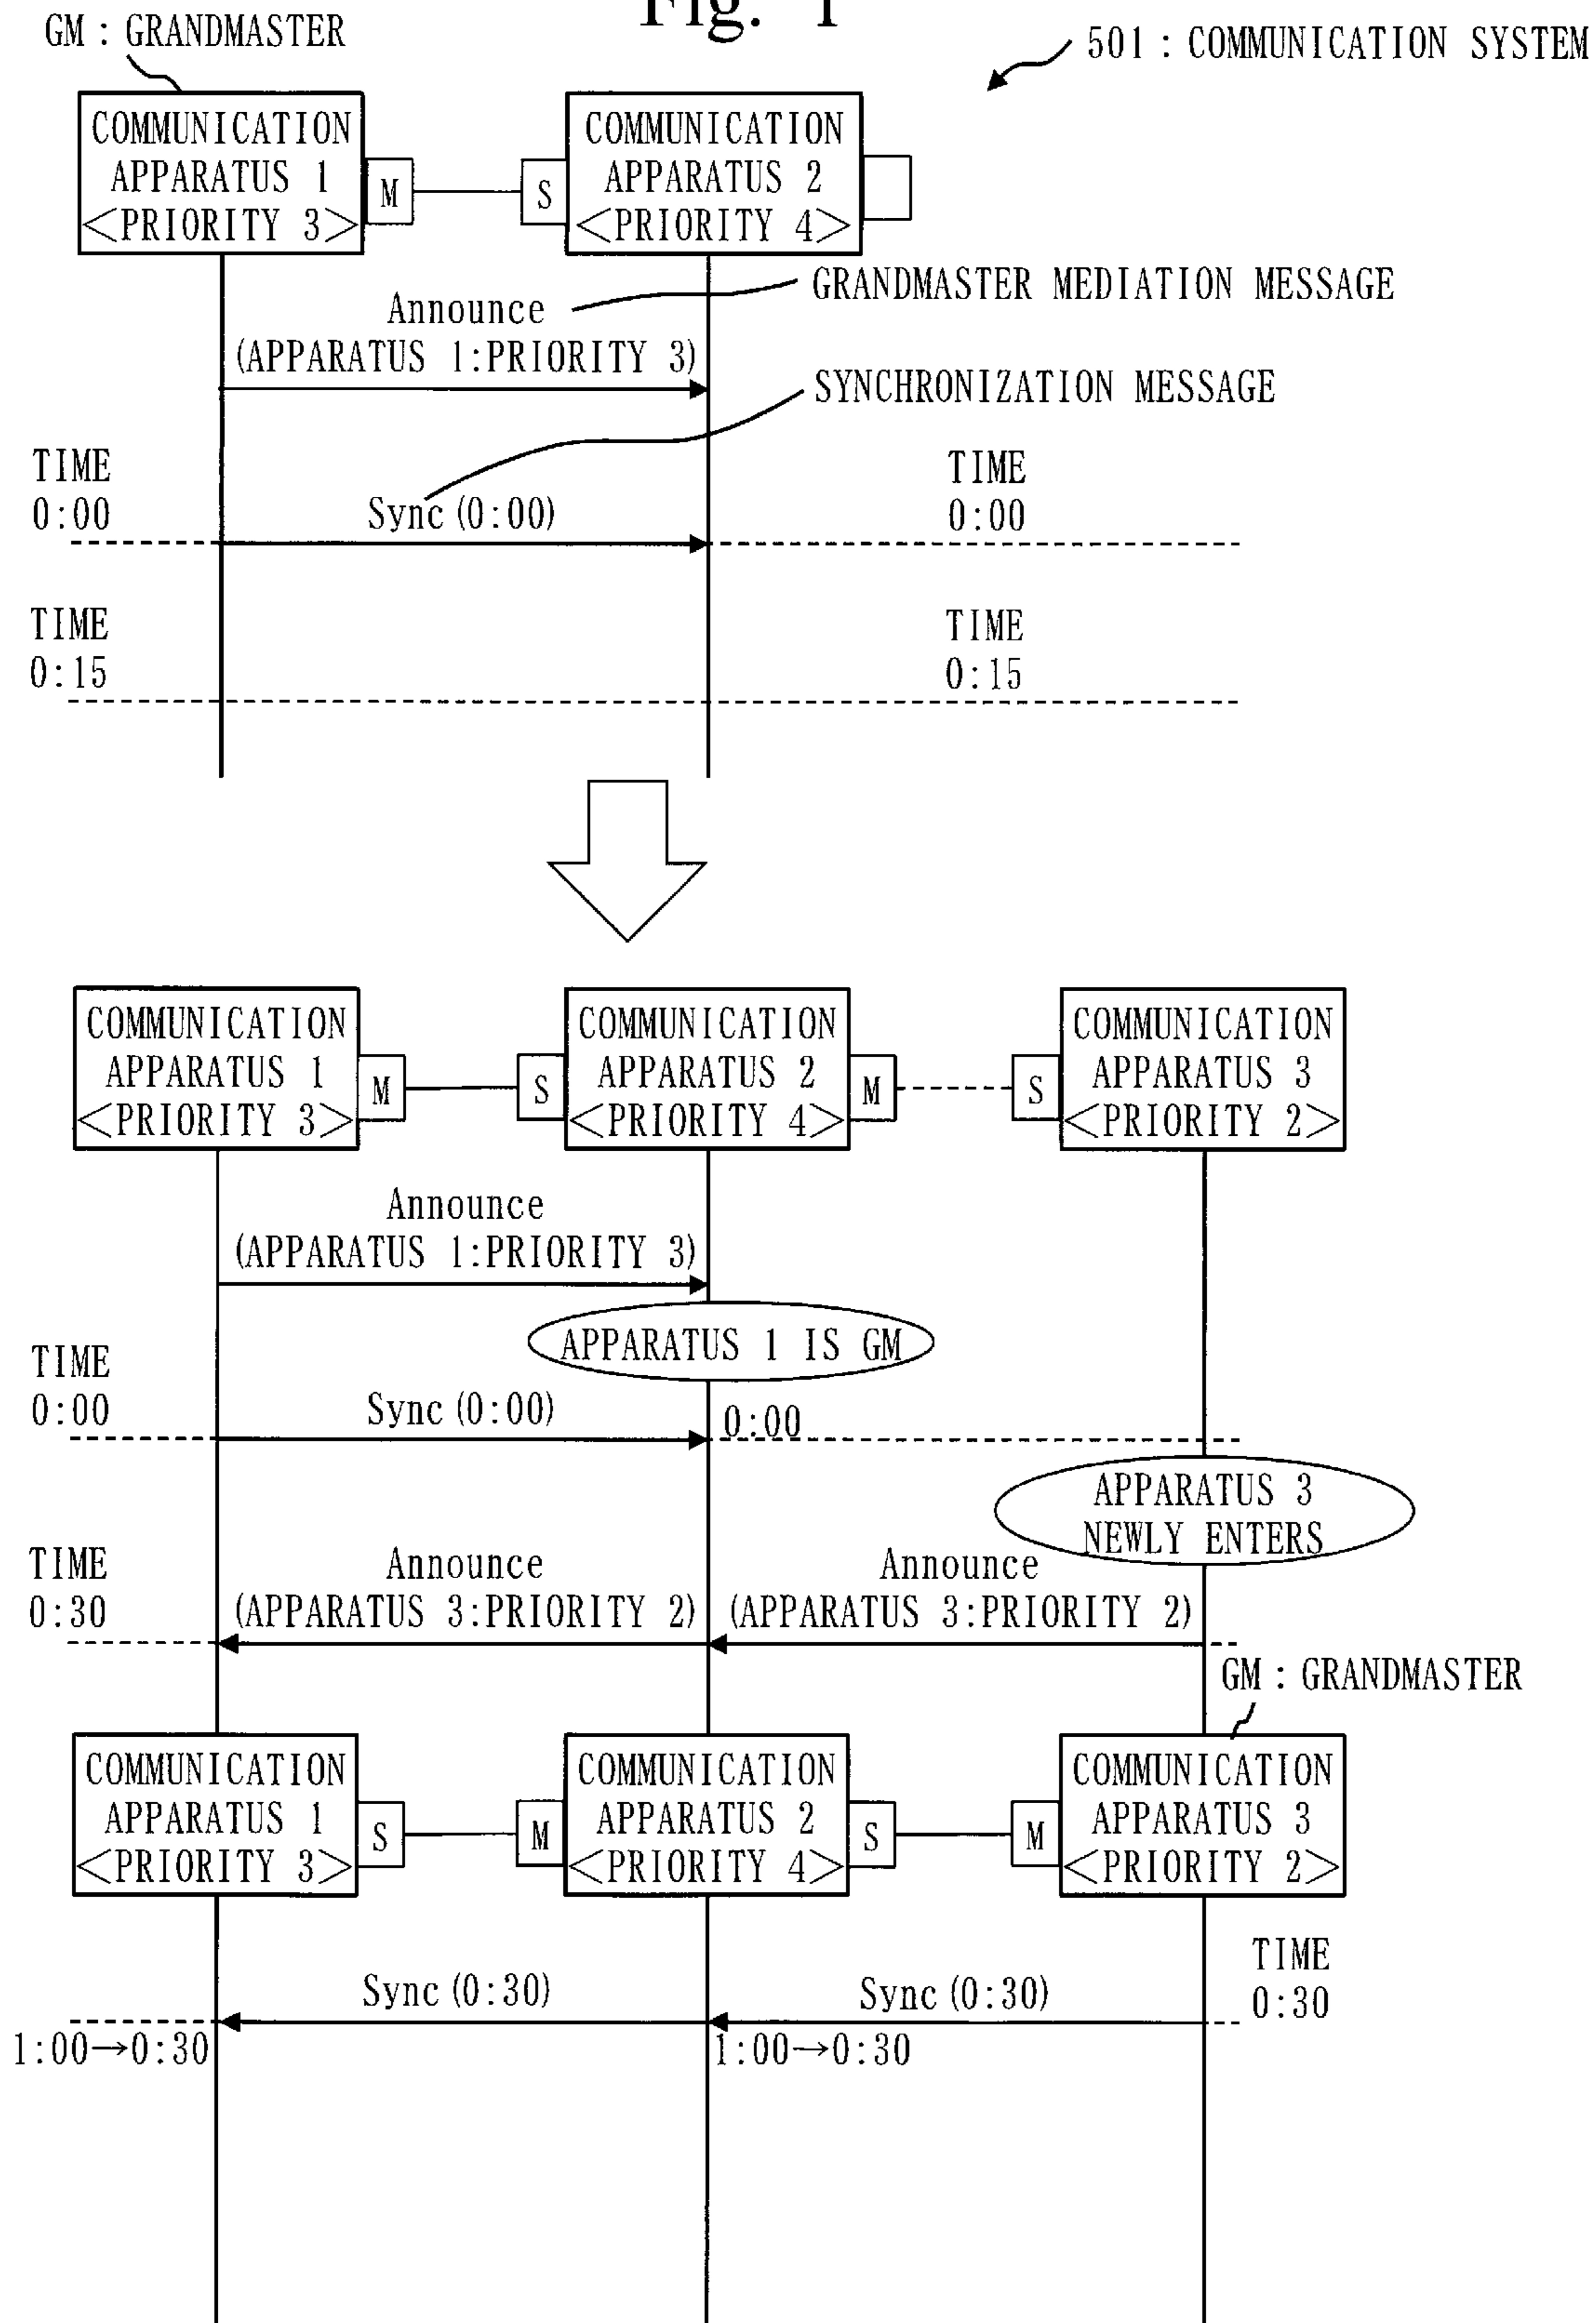 Fig. 1
GM : GRANDMASTER
501 : COMMUNICATION SYSTEM
COMMUNICATION
APPARATUS 1
<PRIORITY 3>
M
S
COMMUNICATION
APPARATUS 2
<PRIORITY 4>
GRANDMASTER MEDIATION MESSAGE
Announce
(APPARATUS 1:PRIORITY 3)
SYNCHRONIZATION MESSAGE
TIME
0:00
Sync (0:00)
TIME
0:00
TIME
0:15
TIME
0:15
COMMUNICATION
APPARATUS 1
<PRIORITY 3>
M
S
COMMUNICATION
APPARATUS 2
<PRIORITY 4>
M
S
COMMUNICATION
APPARATUS 3
<PRIORITY 2>
Announce
(APPARATUS 1:PRIORITY 3)
APPARATUS 1 IS GM
TIME
0:00
Sync (0:00)
0:00
APPARATUS 3
NEWLY ENTERS
TIME
0:30
Announce
(APPARATUS 3:PRIORITY 2)
Announce
(APPARATUS 3:PRIORITY 2)
GM : GRANDMASTER
COMMUNICATION
APPARATUS 1
<PRIORITY 3>
S
M
COMMUNICATION
APPARATUS 2
<PRIORITY 4>
S
M
COMMUNICATION
APPARATUS 3
<PRIORITY 2>
Sync (0:30)
Sync (0:30)
TIME
0:30
1:00→0:30
1:00→0:30